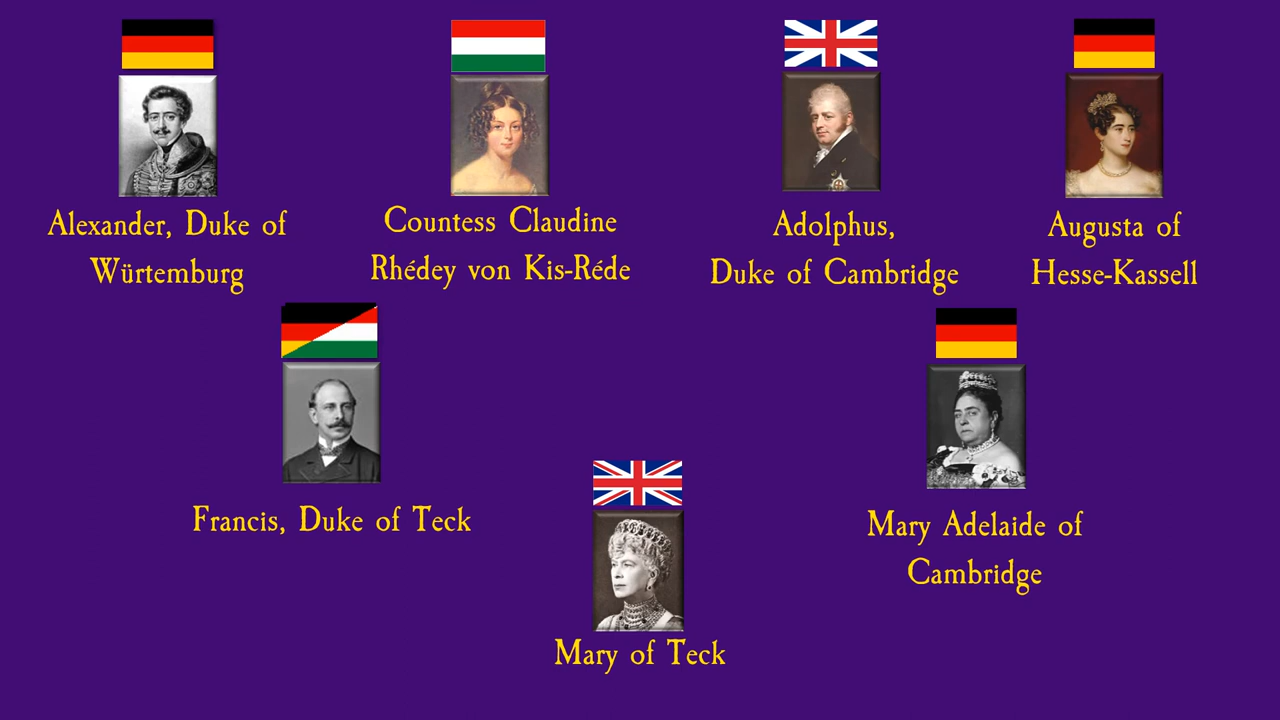 Alexander, Duke of
Würtemburg
Countess Claudine
Rhédey von Kis-Réde
Adolphus,
Duke of Cambridge
Augusta of
Hesse-Kassell
Francis, Duke of Teck
Mary Adelaide of
Cambridge
Mary of Teck